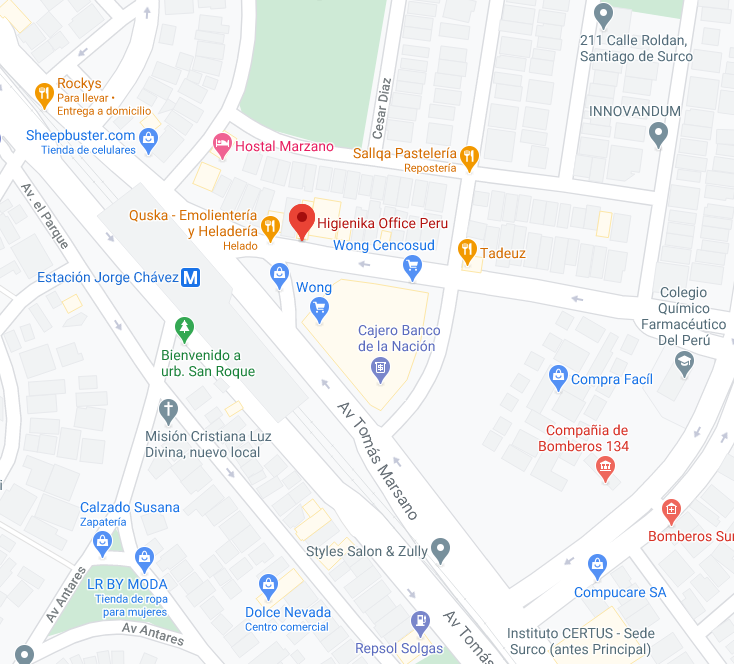 211 Calle Roldan,
Santiago de Surco
Rockys
Para llevar •
Entrega a domicilio
Cesar Diaz
INNOVANDUM
Sheepbuster.com
Tienda de celulares
Hostal Marzano
Sallqa Pastelería
Repostería
Av. el Parque
Quska - Emolientería
y Heladería
Helado
Higienika Office Peru
Wong Cencosud
Tadeuz
Estación Jorge Chávez
M
Wong
Colegio
Químico
Farmacéutico
Del Perú
Cajero Banco
de la Nación
Bienvenido a
urb. San Roque
Compra Facíl
Av Tomás Marsano
Misión Cristiana Luz
Divina, nuevo local
Compañia de
Bomberos 134
Calzado Susana
Zapatería
Bomberos Sur
Styles Salon & Zully
LR BY MODA
Tienda de ropa
para mujeres
Compucare SA
Av Antares
Dolce Nevada
Centro comercial
Av Antares
Repsol Solgas
Av Tomás
Instituto CERTUS - Sede
Surco (antes Principal)